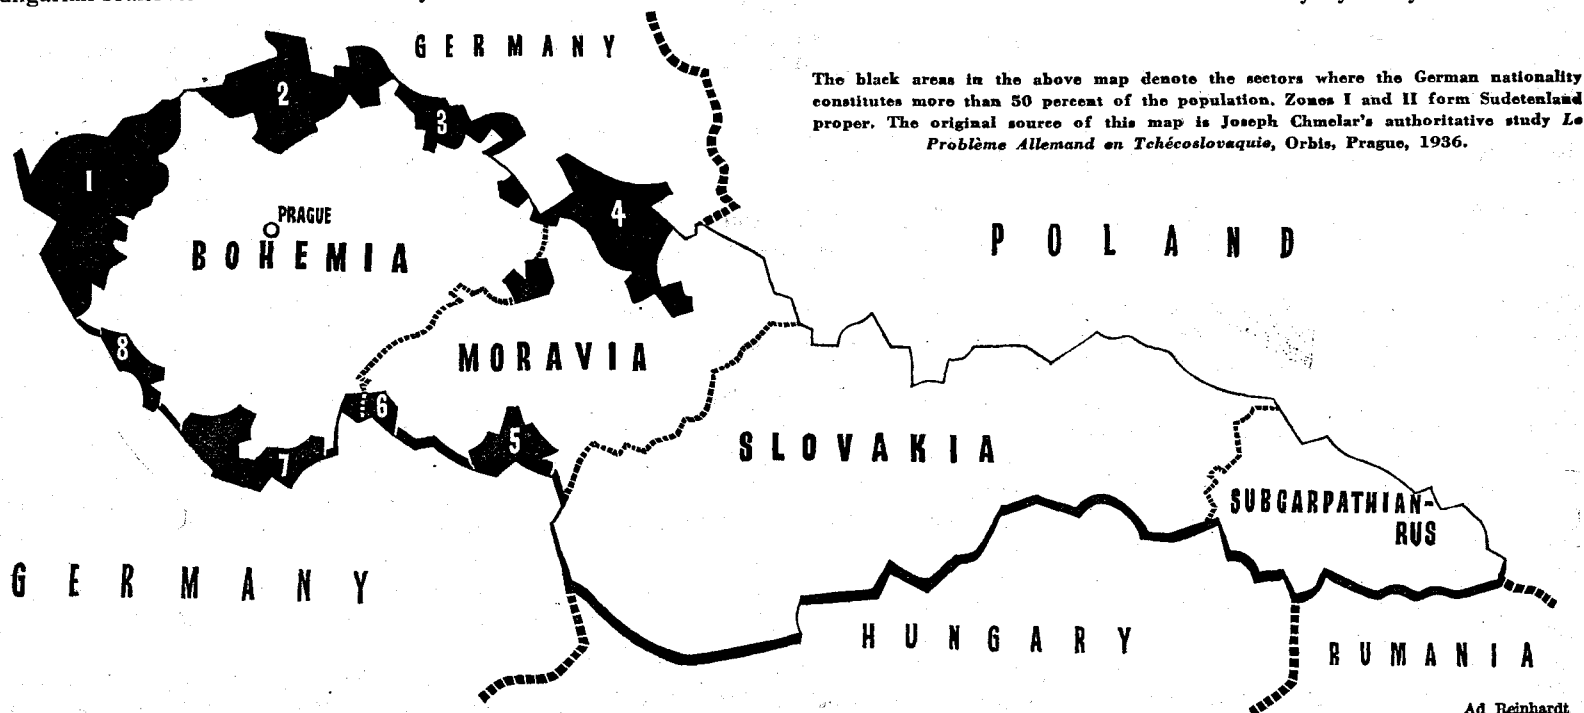 GERMANY
The black areas in the above map denote the sectors where the German nationality
constitutes more than 50 percent of the population. Zones I and II form Sudetenland
proper. The original source of this map is Joseph Chmelar's authoritative study Le
Problème Allemand en Tchécoslovaquie, Orbis, Prague, 1936.
2
3
1
4
PRAGUE
BOHEMIA
POLAND
8
MORAVIA
6
5
7
SLOVAKIA
SUBCARPATHIAN-
RUS
GERMANY
HUNGARY
RUMANIA
Ad Reinhardt